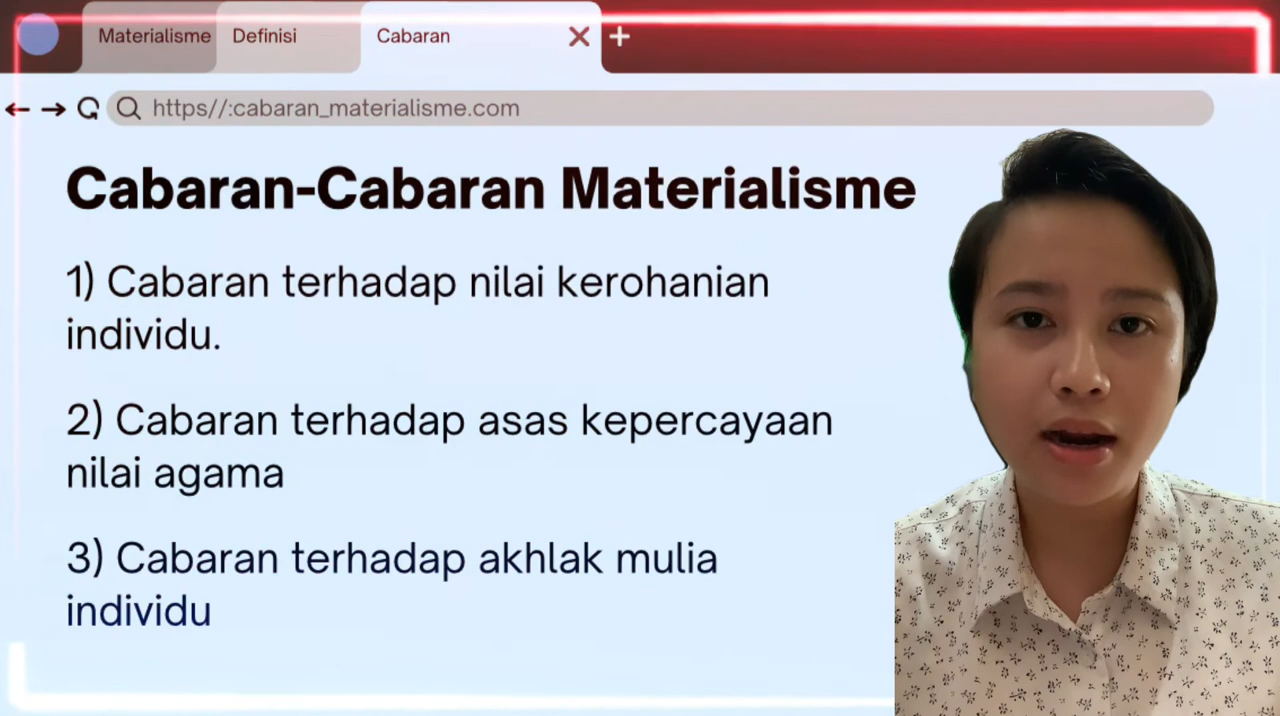 Materialisme Definisi Cabaran
https//:cabaran_materialisme.com
Cabaran-Cabaran Materialisme
1) Cabaran terhadap nilai kerohanian
individu.
2) Cabaran terhadap asas kepercayaan
nilai agama
3) Cabaran terhadap akhlak mulia
individu